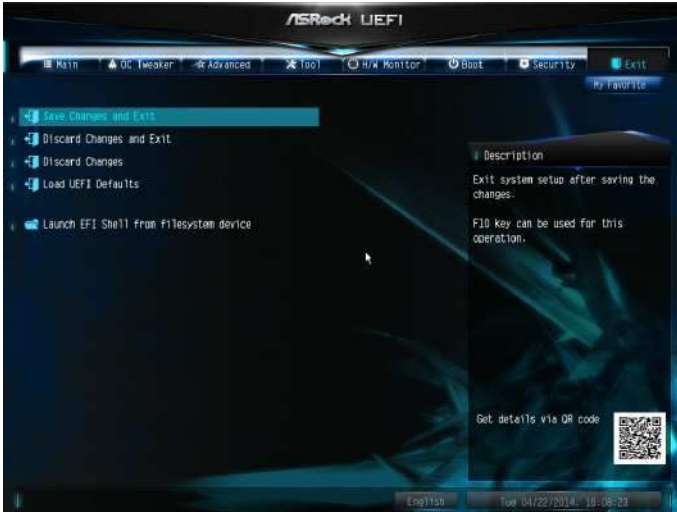 ASRock UEFI
Main OC Tweaker Advanced Tool H/W Monitor Boot Security Exit
My Favorite
Save Changes and Exit
Discard Changes and Exit
Discard Changes
Load UEFI Defaults
Launch EFI Shell from filesystem device
Description
Exit system setup after saving the
changes.
F10 key can be used for this
operation.
Get details via QR code
English Tue 04/22/2014.